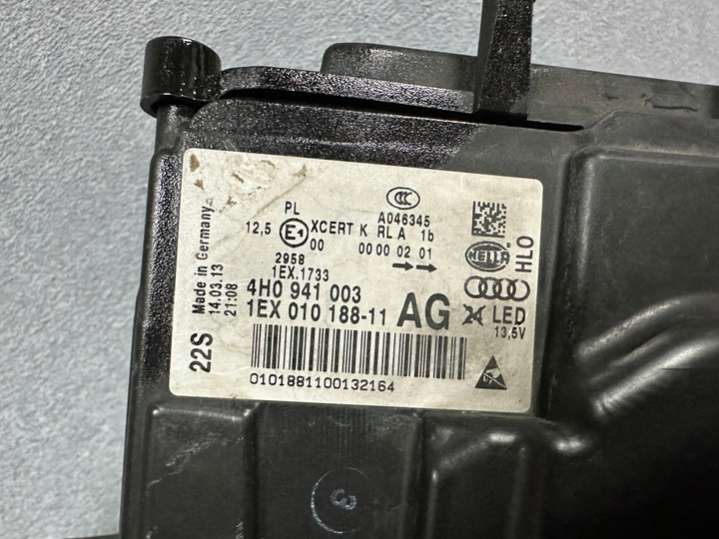 Made in Germany
14.03.13
21:08
22S
PL
12,5 E1 XCERT K RL A 1b
00 00 00 02 01
CCC
A046345
2958
1EX.1733
4H0 941 003
1EX 010 188-11
AG
HELLA
HLO
LED
13,5V
0101881100132164
3